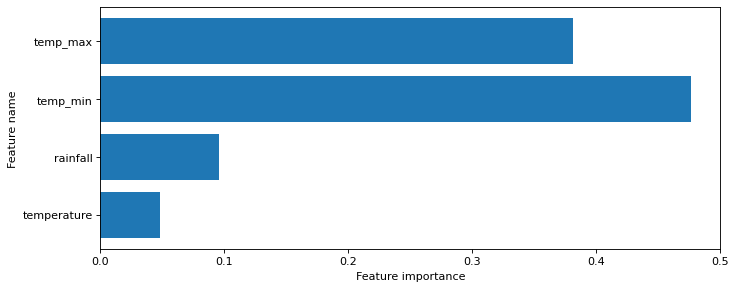 temp_max
temp_min
rainfall
temperature
Feature name
0.0 0.1 0.2 0.3 0.4 0.5
Feature importance